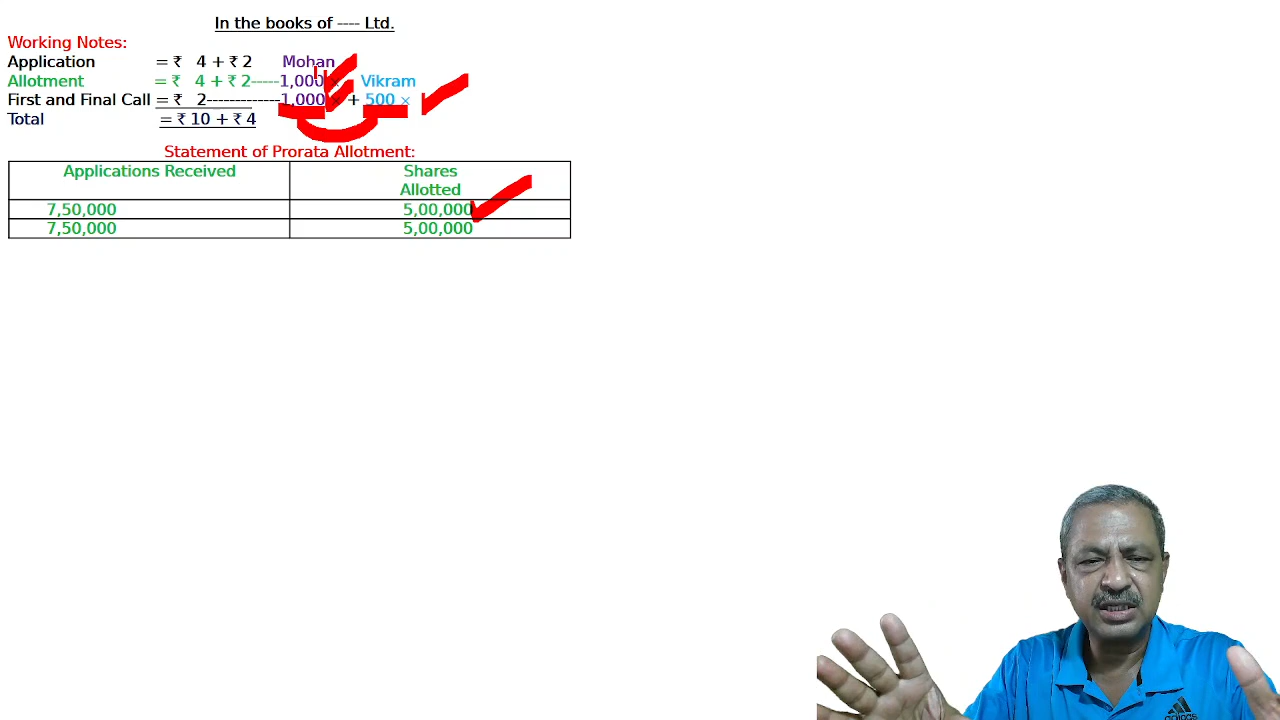 In the books of ---- Ltd.
Working Notes:
Application = ₹ 4 + ₹ 2 Mohan
Allotment = ₹ 4 + ₹ 2-----1,000 × Vikram
First and Final Call = ₹ 2-------------1,000 × + 500 ×
Total = ₹ 10 + ₹ 4
Statement of Prorata Allotment:
Applications Received Shares Allotted
7,50,000 5,00,000
7,50,000 5,00,000
adidas